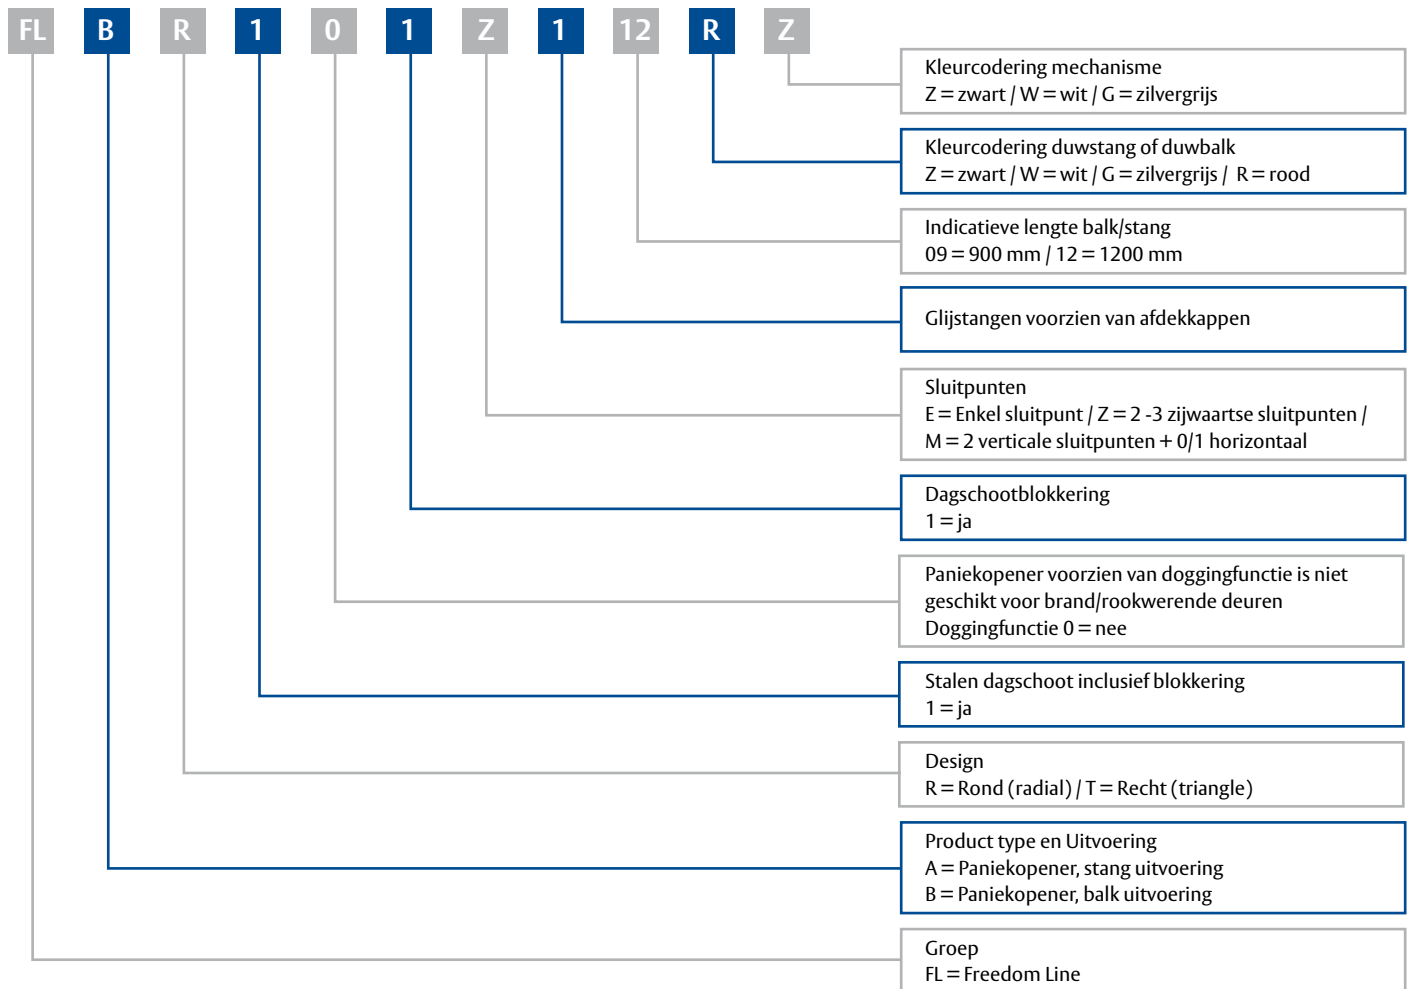 FL B R 1 0 1 Z 1 12 R Z
Kleurcodering mechanisme
Z = zwart / W = wit / G = zilvergrijs
Kleurcodering duwstang of duwbalk
Z = zwart / W = wit / G = zilvergrijs / R = rood
Indicatieve lengte balk/stang
09 = 900 mm / 12 = 1200 mm
Glijstangen voorzien van afdekkappen
Sluitpunten
E = Enkel sluitpunt / Z = 2 -3 zijwaartse sluitpunten /
M = 2 verticale sluitpunten + 0/1 horizontaal
Dagschootblokkering
1 = ja
Paniekopener voorzien van doggingfunctie is niet
geschikt voor brand/rookwerende deuren
Doggingfunctie 0 = nee
Stalen dagschoot inclusief blokkering
1 = ja
Design
R = Rond (radial) / T = Recht (triangle)
Product type en Uitvoering
A = Paniekopener, stang uitvoering
B = Paniekopener, balk uitvoering
Groep
FL = Freedom Line